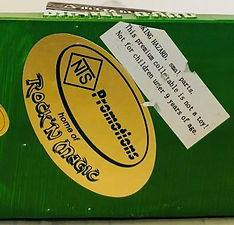 NTS
Promotions
home of
ROCK'N MAGIC
HAZARD, small parts.
This premium collectable is not a toy!
Not for children under 9 years of age.